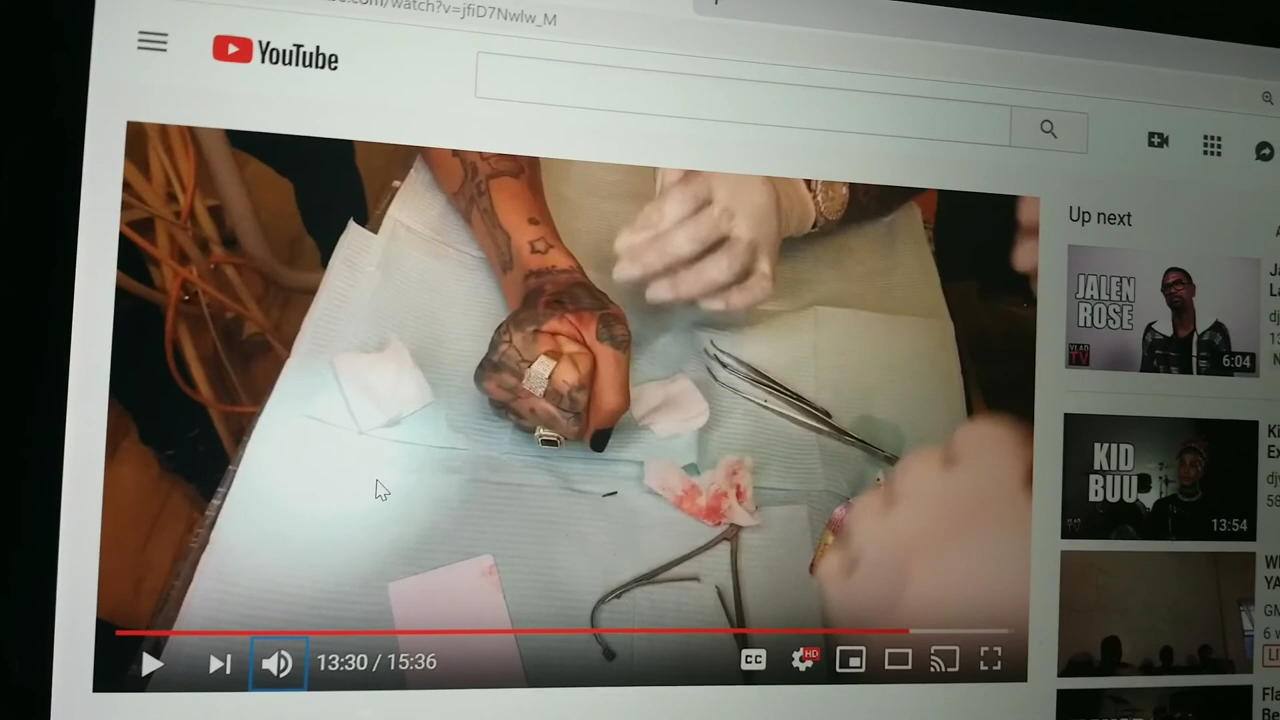 .com/watch?v=jfiD7Nwlw_M
YouTube
Up next
JALEN
ROSE
VLAD
TV
6:04
KID
BUU
13:54
13:30 / 15:36
CC
HD